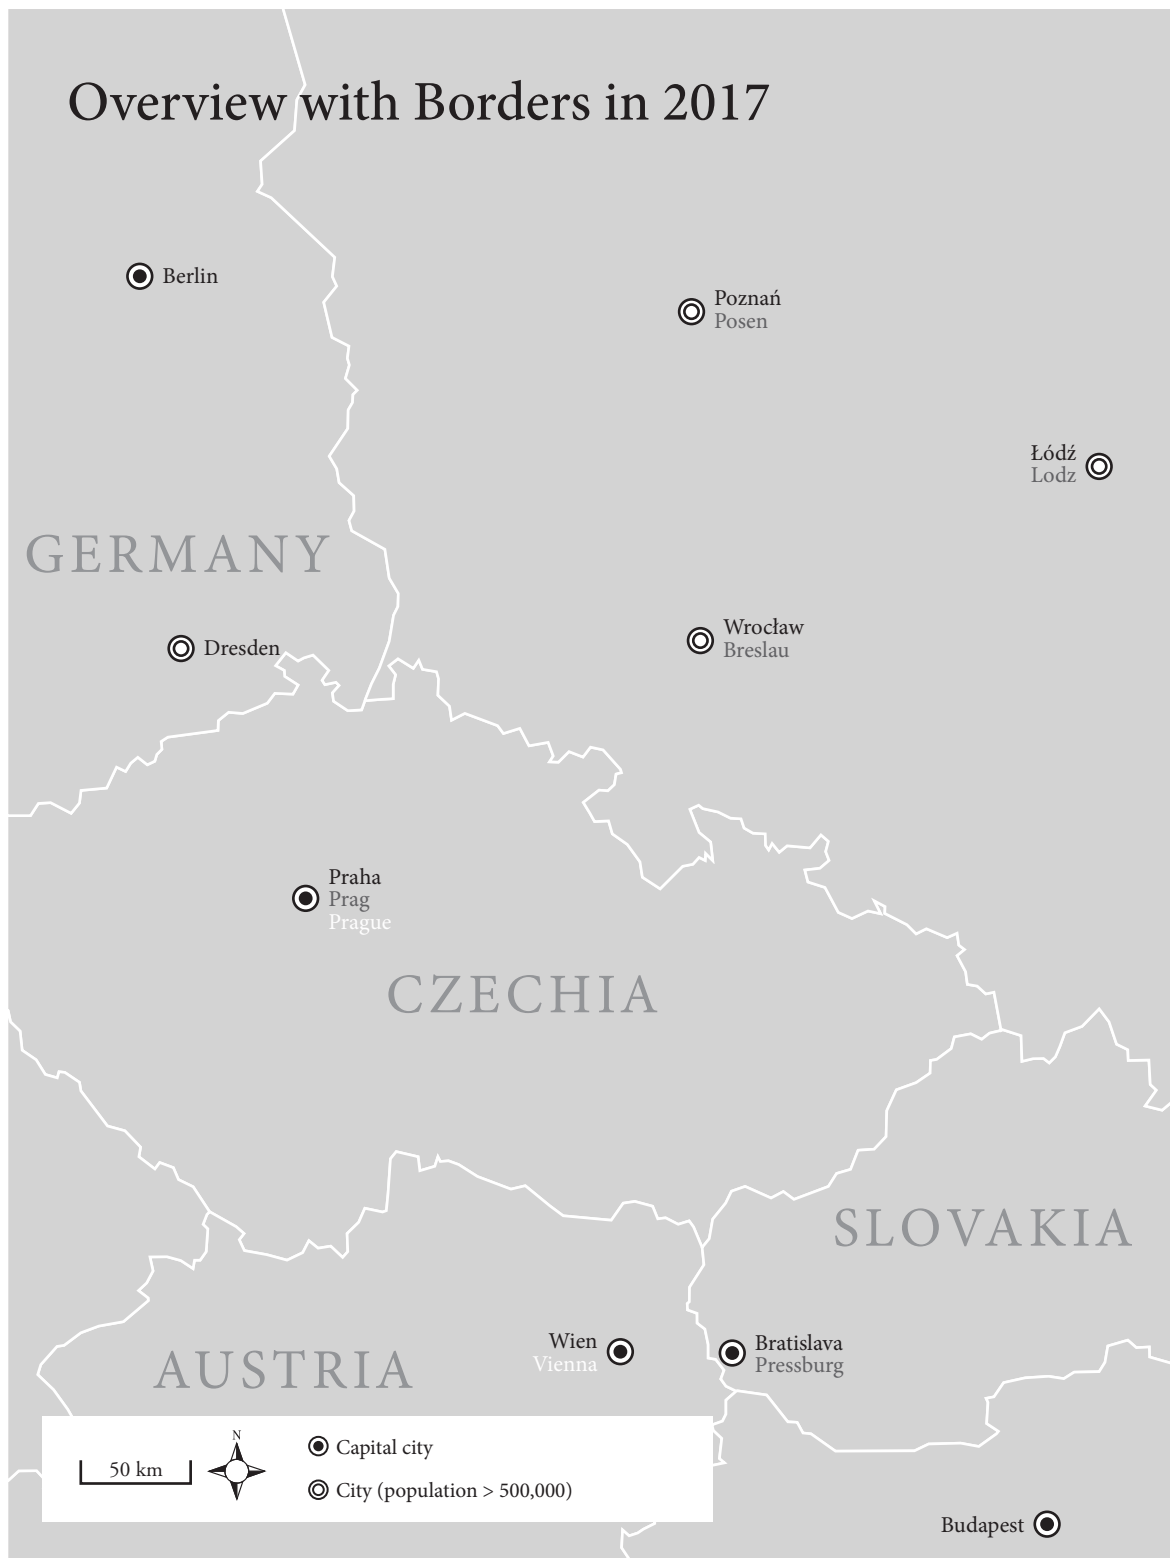 Overview with Borders in 2017
Berlin
Poznań
Posen
Łódź
Lodz
GERMANY
Wrocław
Breslau
Dresden
Praha
Prag
Prague
CZECHIA
SLOVAKIA
Wien
Vienna
Bratislava
Pressburg
AUSTRIA
N
Capital city
50 km
City (population > 500,000)
Budapest